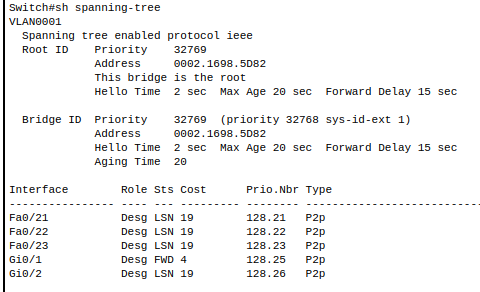 Switch#sh spanning-tree
VLAN0001
  Spanning tree enabled protocol ieee
  Root ID    Priority    32769
             Address     0002.1698.5D82
             This bridge is the root
             Hello Time  2 sec  Max Age 20 sec  Forward Delay 15 sec

  Bridge ID  Priority    32769  (priority 32768 sys-id-ext 1)
             Address     0002.1698.5D82
             Hello Time  2 sec  Max Age 20 sec  Forward Delay 15 sec
             Aging Time  20

Interface        Role Sts Cost      Prio.Nbr Type
---------------- ---- --- --------- -------- --------------------------
Fa0/21           Desg LSN 19        128.21   P2p
Fa0/22           Desg LSN 19        128.22   P2p
Fa0/23           Desg LSN 19        128.23   P2p
Gi0/1            Desg FWD 4         128.25   P2p
Gi0/2            Desg LSN 19        128.26   P2p